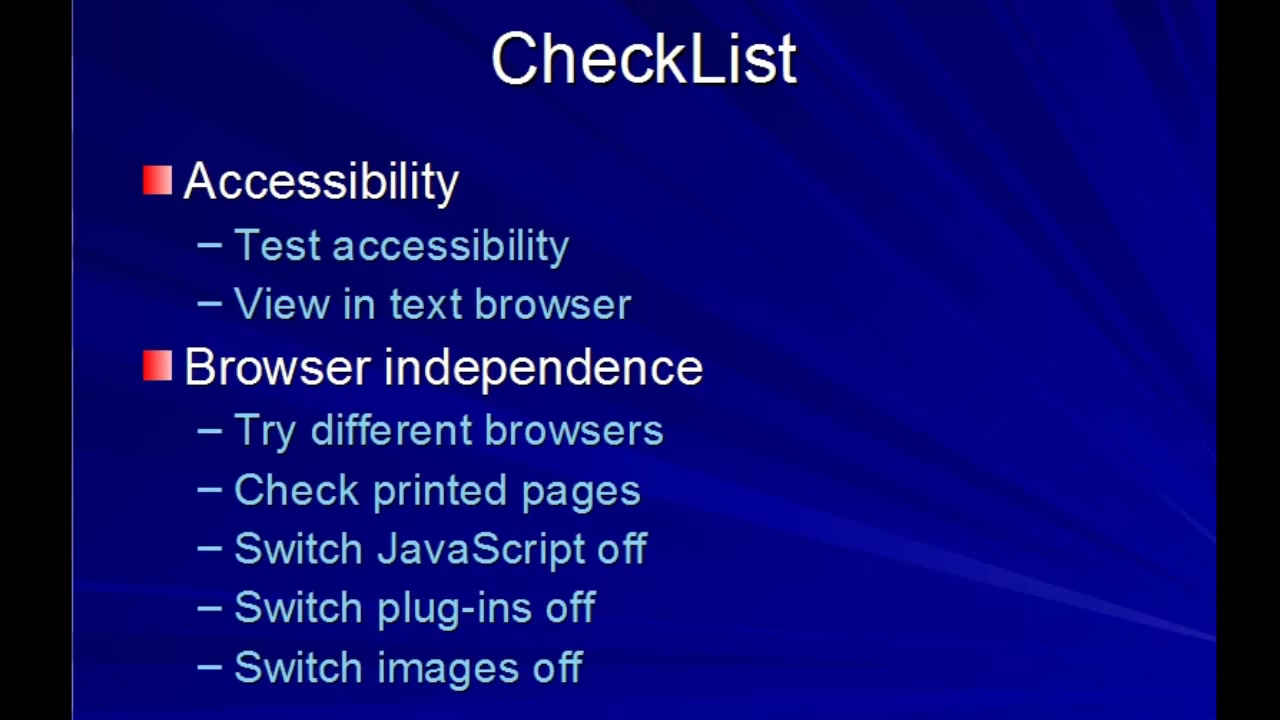 CheckList
Accessibility
– Test accessibility
– View in text browser
Browser independence
– Try different browsers
– Check printed pages
– Switch JavaScript off
– Switch plug-ins off
– Switch images off